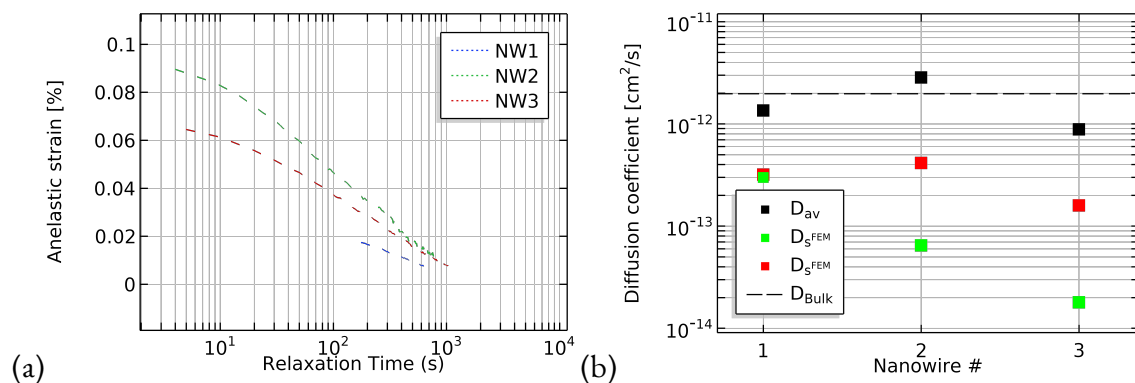 0.1
0.08
0.06
0.04
0.02
0
Anelastic strain [%]
NW1
NW2
NW3
10^1
10^2
10^3
10^4
Relaxation Time (s)
(a)
10^-11
10^-12
10^-13
10^-14
Diffusion coefficient [cm^2/s]
D_av
D_s^FEM
D_s^FEM
D_Bulk
1
2
3
Nanowire #
(b)